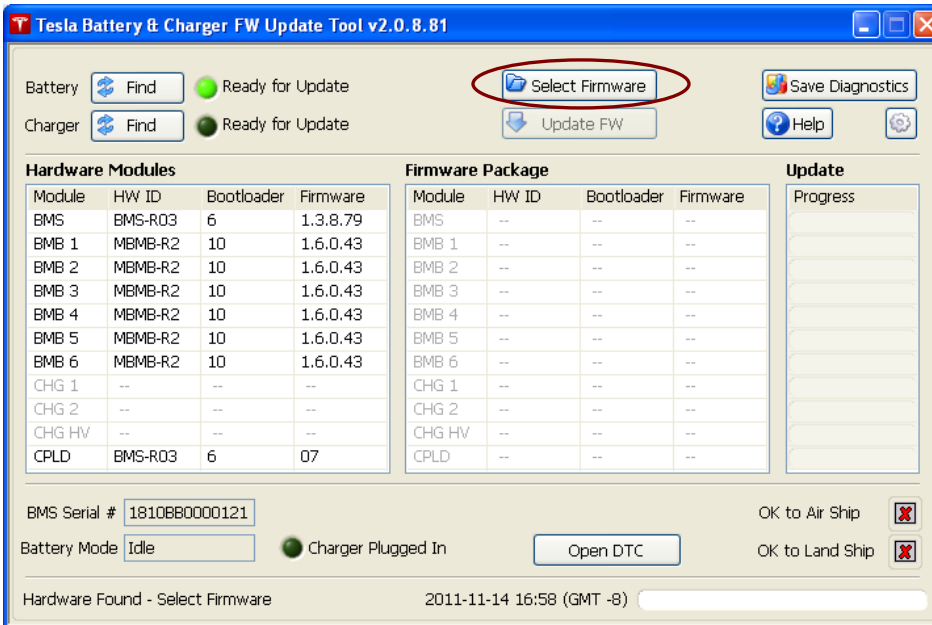 Tesla Battery & Charger FW Update Tool v2.0.8.81
Battery Find Ready for Update Select Firmware Save Diagnostics
Charger Find Ready for Update Update FW Help
Hardware Modules Firmware Package Update
Module HW ID Bootloader Firmware Module HW ID Bootloader Firmware Progress
BMS BMS-R03 6 1.3.8.79 BMS -- -- --
BMB 1 MBMB-R2 10 1.6.0.43 BMB 1 -- -- --
BMB 2 MBMB-R2 10 1.6.0.43 BMB 2 -- -- --
BMB 3 MBMB-R2 10 1.6.0.43 BMB 3 -- -- --
BMB 4 MBMB-R2 10 1.6.0.43 BMB 4 -- -- --
BMB 5 MBMB-R2 10 1.6.0.43 BMB 5 -- -- --
BMB 6 MBMB-R2 10 1.6.0.43 BMB 6 -- -- --
CHG 1 -- -- -- CHG 1 -- -- --
CHG 2 -- -- -- CHG 2 -- -- --
CHG HV -- -- -- CHG HV -- -- --
CPLD BMS-R03 6 07 CPLD -- -- --
BMS Serial # 1810BB0000121 OK to Air Ship
Battery Mode Idle Charger Plugged In Open DTC OK to Land Ship
Hardware Found - Select Firmware 2011-11-14 16:58 (GMT -8)